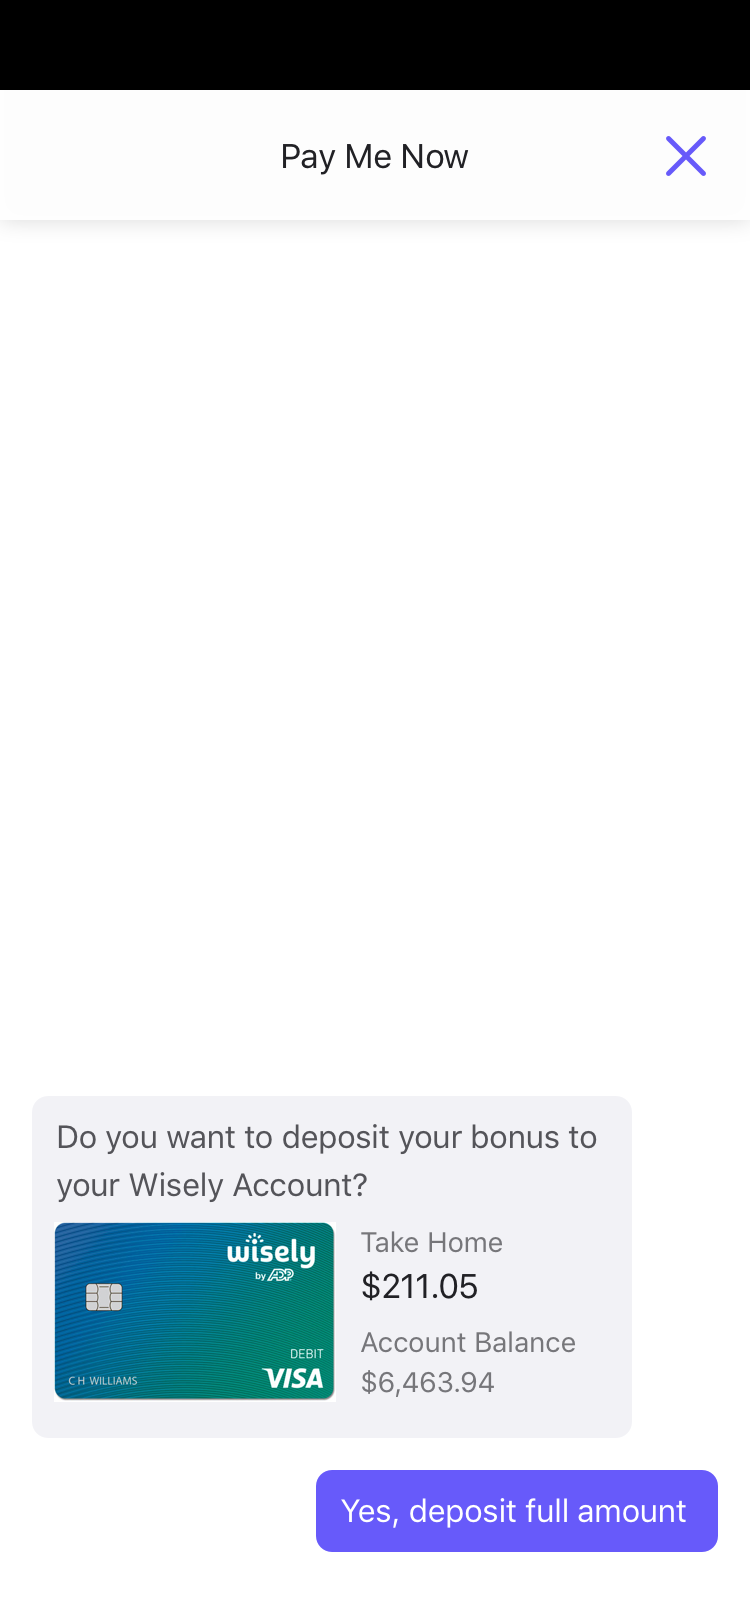 Pay Me Now
Do you want to deposit your bonus to
your Wisely Account?
wisely
by ADP
DEBIT
VISA
C H WILLIAMS
Take Home
$211.05
Account Balance
$6,463.94
Yes, deposit full amount